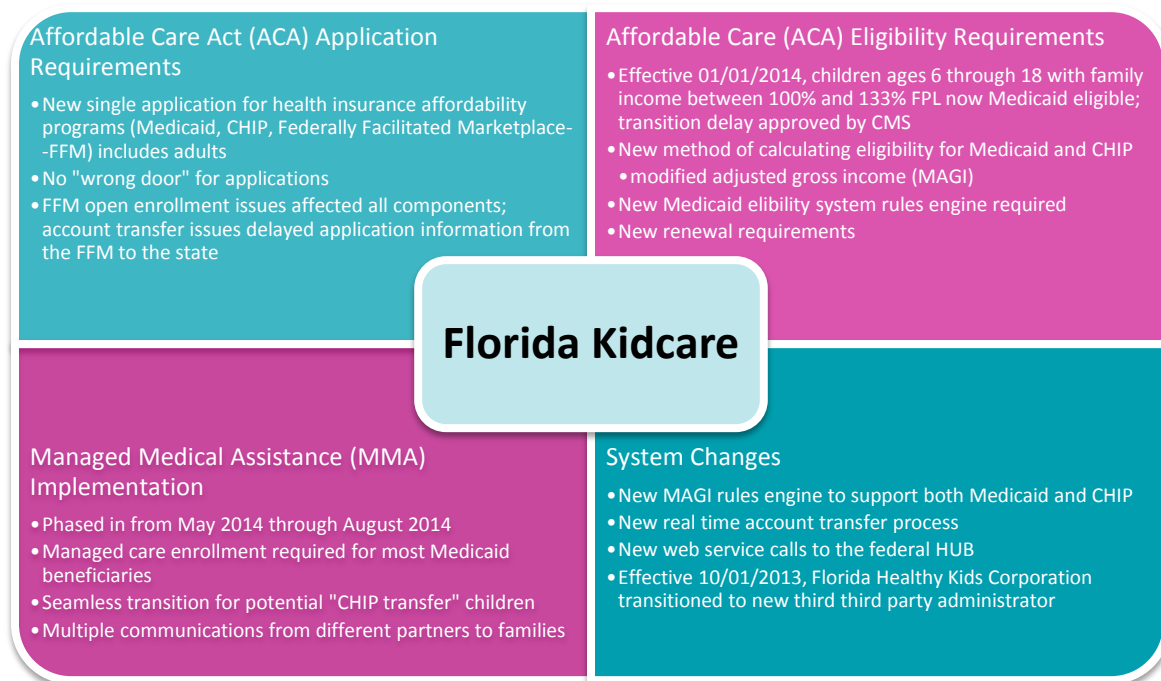 Affordable Care Act (ACA) Application
Requirements
•New single application for health insurance affordability
programs (Medicaid, CHIP, Federally Facilitated Marketplace-
-FFM) includes adults
•No "wrong door" for applications
•FFM open enrollment issues affected all components;
account transfer issues delayed application information from
the FFM to the state
Affordable Care (ACA) Eligibility Requirements
•Effective 01/01/2014, children ages 6 through 18 with family
income between 100% and 133% FPL now Medicaid eligible;
transition delay approved by CMS
•New method of calculating eligibility for Medicaid and CHIP
•modified adjusted gross income (MAGI)
•New Medicaid elibility system rules engine required
•New renewal requirements
Florida Kidcare
Managed Medical Assistance (MMA)
Implementation
•Phased in from May 2014 through August 2014
•Managed care enrollment required for most Medicaid
beneficiaries
•Seamless transition for potential "CHIP transfer" children
•Multiple communications from different partners to families
System Changes
•New MAGI rules engine to support both Medicaid and CHIP
•New real time account transfer process
•New web service calls to the federal HUB
•Effective 10/01/2013, Florida Healthy Kids Corporation
transitioned to new third third party administrator